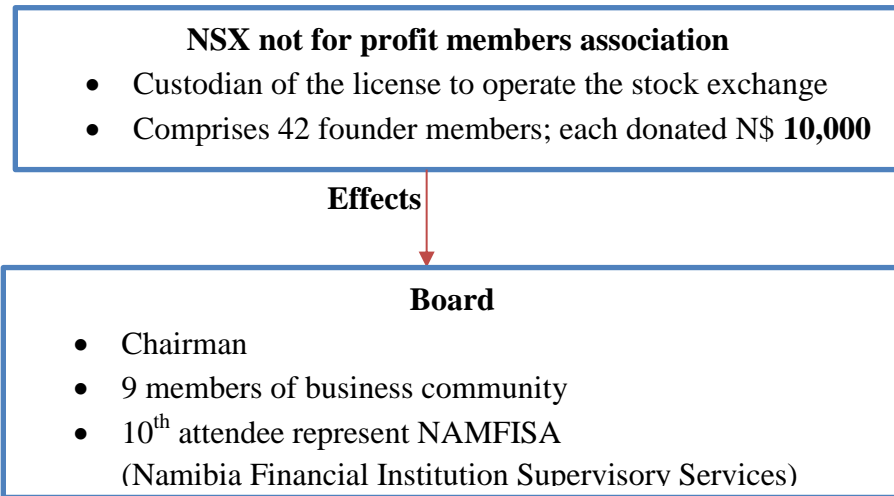 NSX not for profit members association
• Custodian of the license to operate the stock exchange
• Comprises 42 founder members; each donated N$ 10,000
Effects
Board
• Chairman
• 9 members of business community
• 10th attendee represent NAMFISA
(Namibia Financial Institution Supervisory Services)